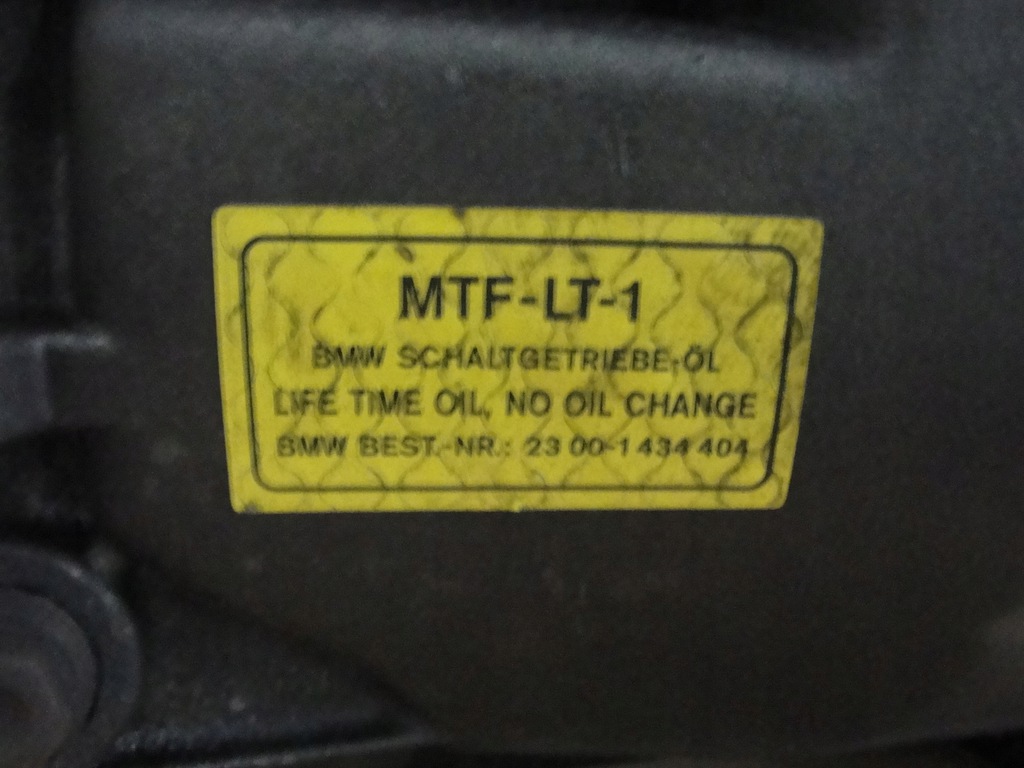 MTF-LT-1
BMW SCHALTGETRIEBE-ÖL
LIFE TIME OIL, NO OIL CHANGE
BMW BEST.-NR.: 23 00-1 434 404